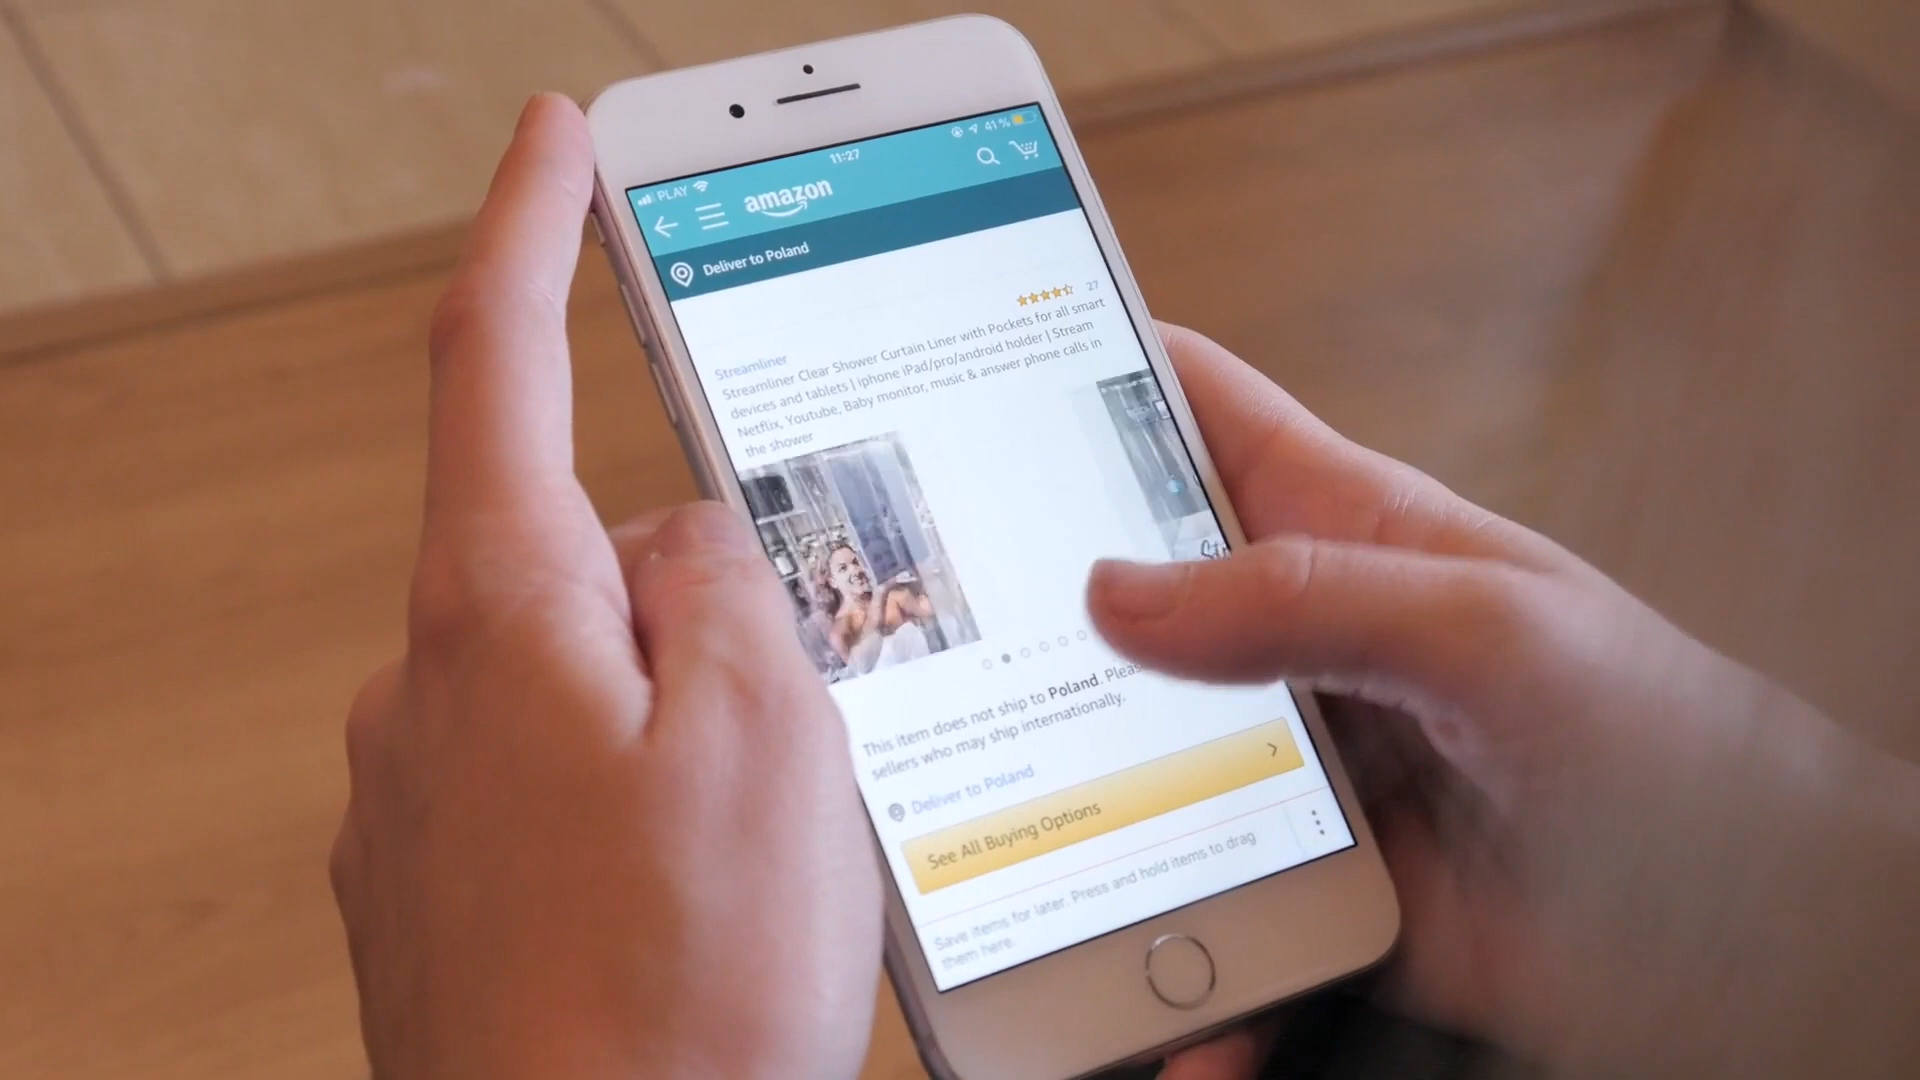 PLAY
11:27
41 %
amazon
Deliver to Poland
27
Streamliner
Streamliner Clear Shower Curtain Liner with Pockets for all smart
devices and tablets | iphone iPad/pro/android holder | Stream
Netflix, Youtube, Baby monitor, music & answer phone calls in
the shower
This item does not ship to Poland.
sellers who may ship internationally.
Deliver to Poland
See All Buying Options
Save items for later. Press and hold items to drag
them here.